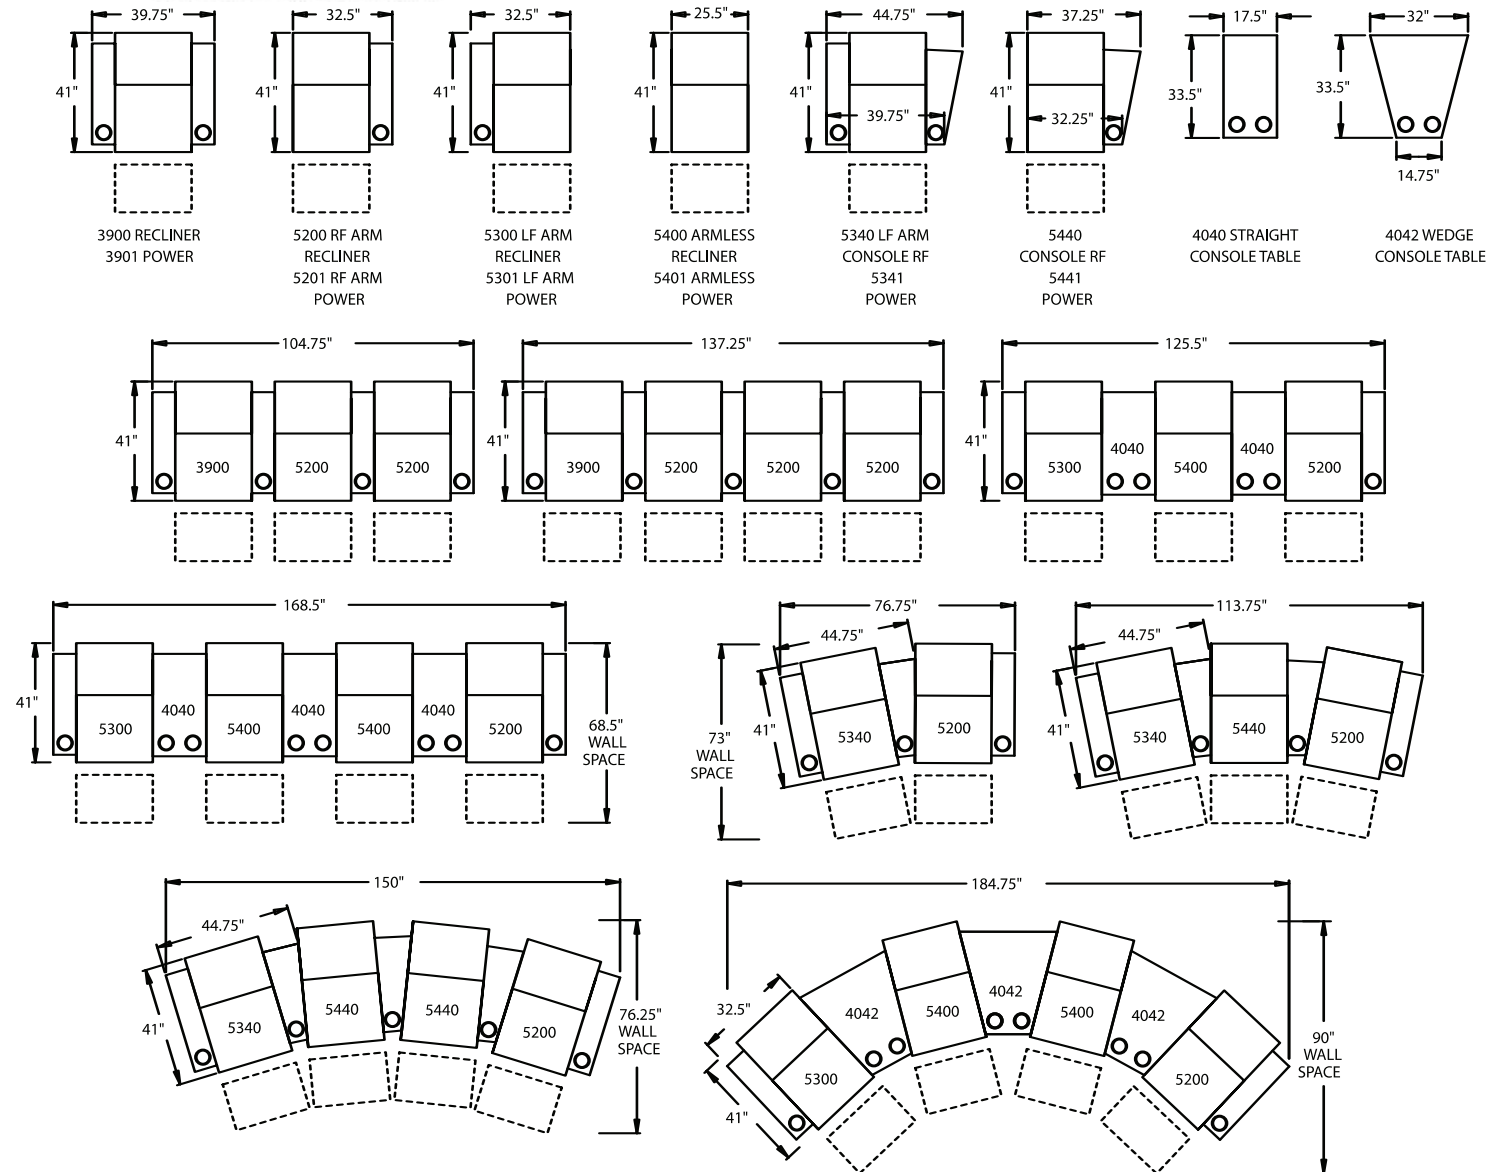 39.75"
32.5"
32.5"
25.5"
44.75"
37.25"
17.5"
32"
41"
41"
41"
41"
41"
41"
33.5"
33.5"
39.75"
32.25"
14.75"
3900 RECLINER
3901 POWER
5200 RF ARM
RECLINER
5201 RF ARM
POWER
5300 LF ARM
RECLINER
5301 LF ARM
POWER
5400 ARMLESS
RECLINER
5401 ARMLESS
POWER
5340 LF ARM
CONSOLE RF
5341
POWER
5440
CONSOLE RF
5441
POWER
4040 STRAIGHT
CONSOLE TABLE
4042 WEDGE
CONSOLE TABLE
104.75"
41"
3900
5200
5200
137.25"
41"
3900
5200
5200
5200
125.5"
41"
5300
4040
5400
4040
5200
168.5"
41"
5300
4040
5400
4040
5400
4040
5200
68.5"
WALL
SPACE
76.75"
44.75"
41"
5340
5200
73"
WALL
SPACE
113.75"
44.75"
41"
5340
5440
5200
150"
44.75"
41"
5340
5440
5440
5200
76.25"
WALL
SPACE
184.75"
32.5"
41"
5300
4042
5400
4042
5400
4042
5200
90"
WALL
SPACE